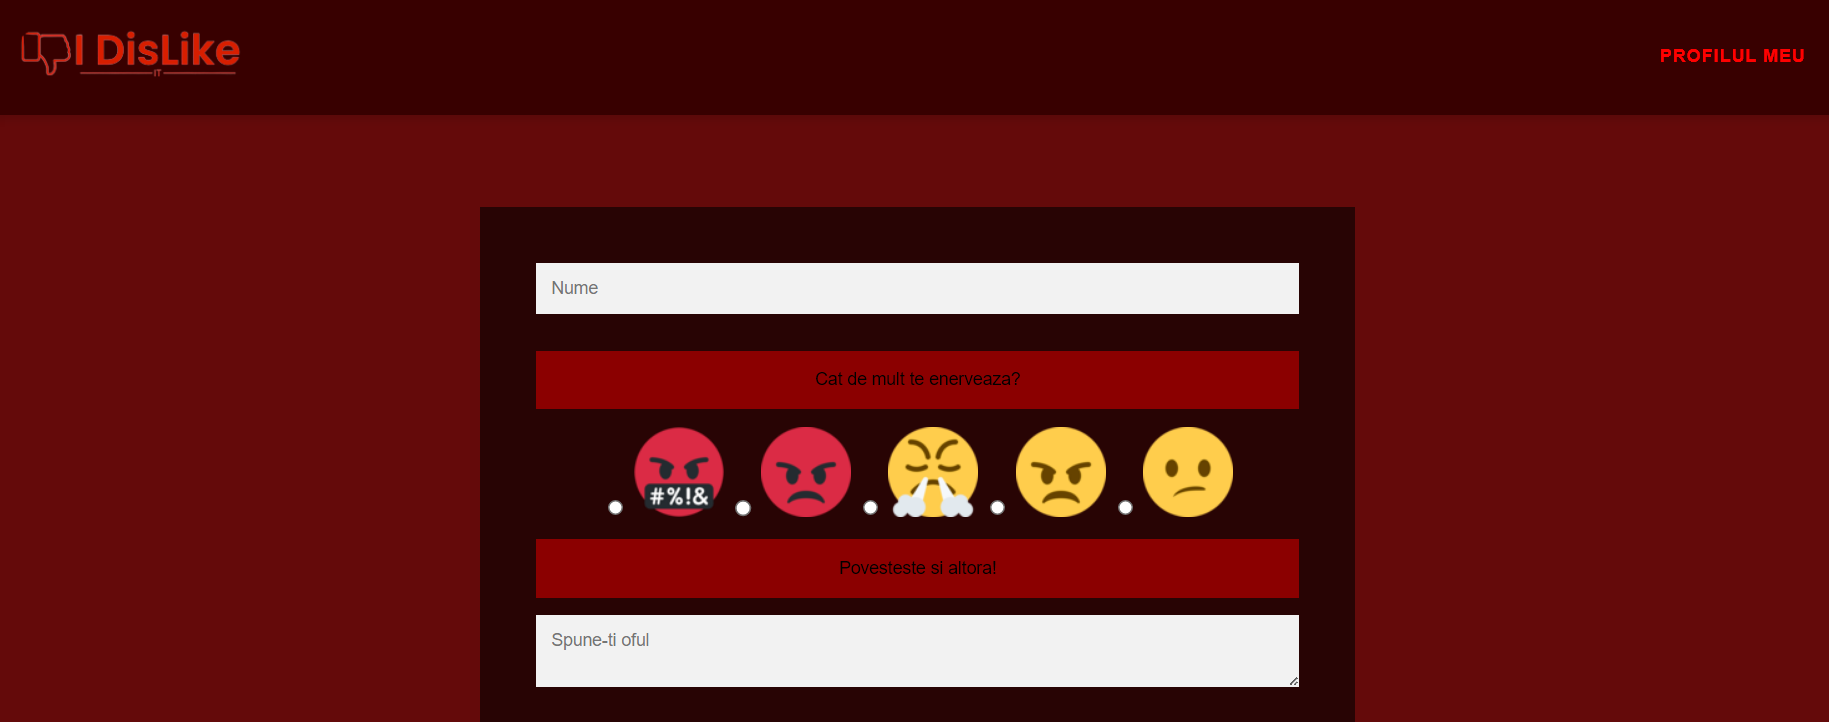 I DisLike
IT
PROFILUL MEU
Nume
Cat de mult te enerveaza?
#%!&
Povesteste si altora!
Spune-ti oful